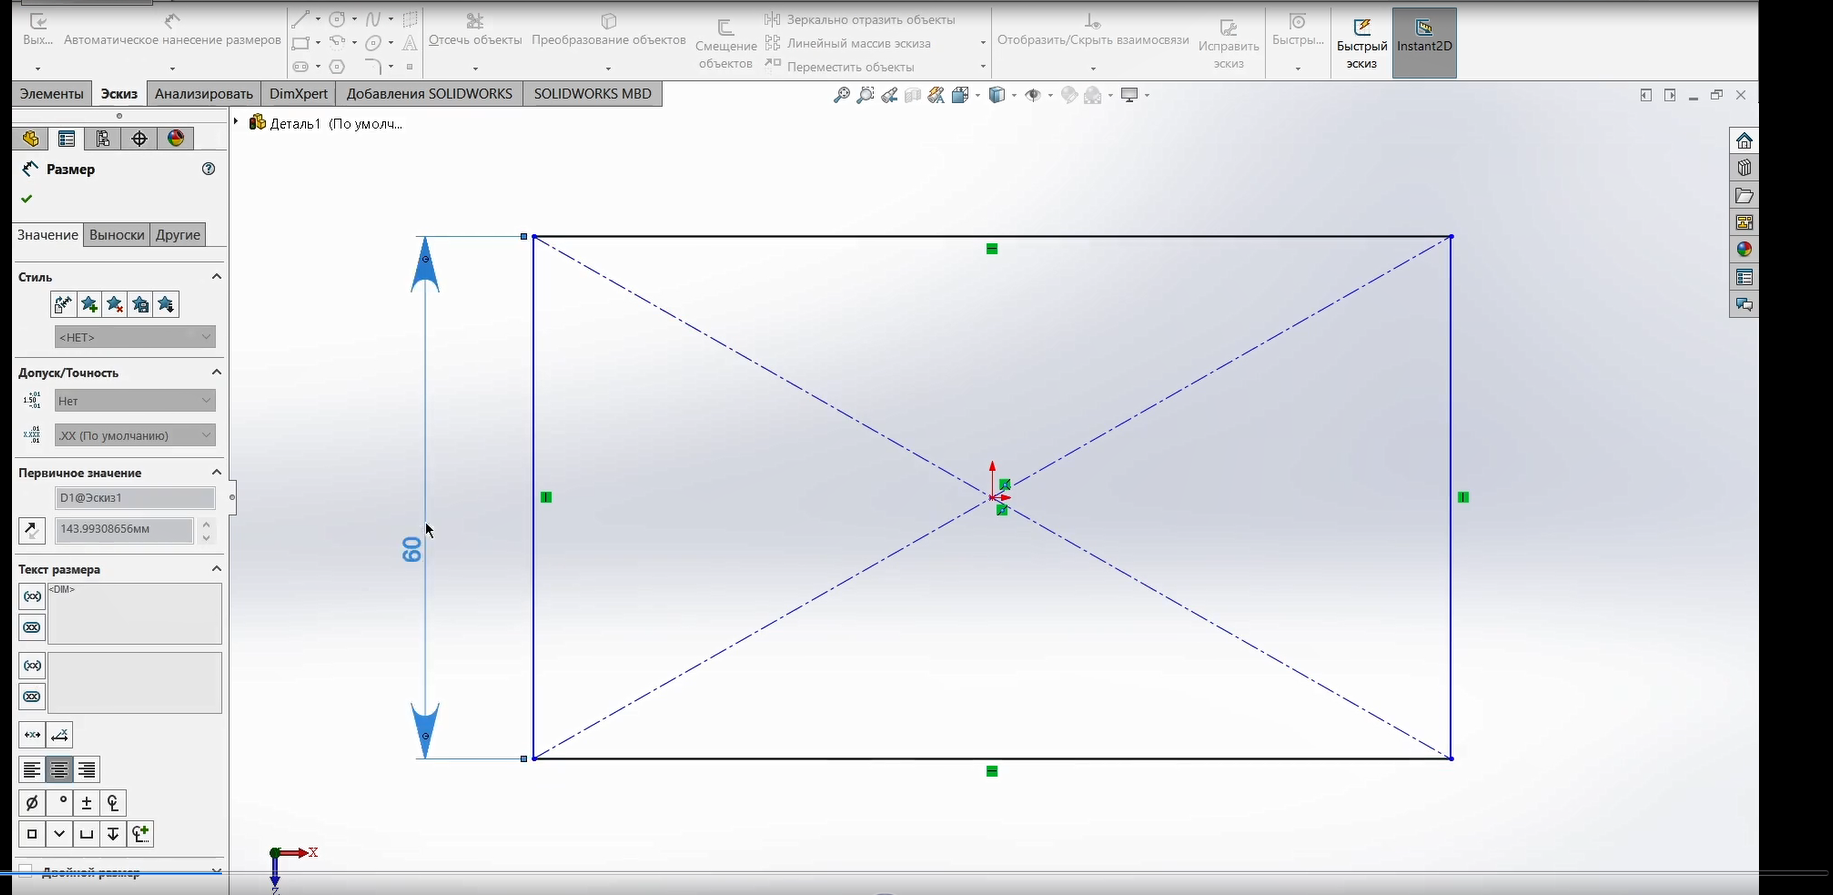 Вых...
Автоматическое нанесение размеров
Отсечь объекты
Преобразование объектов
Смещение
объектов
Зеркально отразить объекты
Линейный массив эскиза
Переместить объекты
Отобразить/Скрыть взаимосвязи
Исправить
эскиз
Быстры...
Быстрый
эскиз
Instant2D
Элементы
Эскиз
Анализировать
DimXpert
Добавления SOLIDWORKS
SOLIDWORKS MBD
Деталь1 (По умолч...
Размер
Значение
Выноски
Другие
Стиль
<НЕТ>
Допуск/Точность
Нет
.XX (По умолчанию)
Первичное значение
D1@Эскиз1
143.99308656мм
Текст размера
<DIM>
Двойной размер
60
X
Z